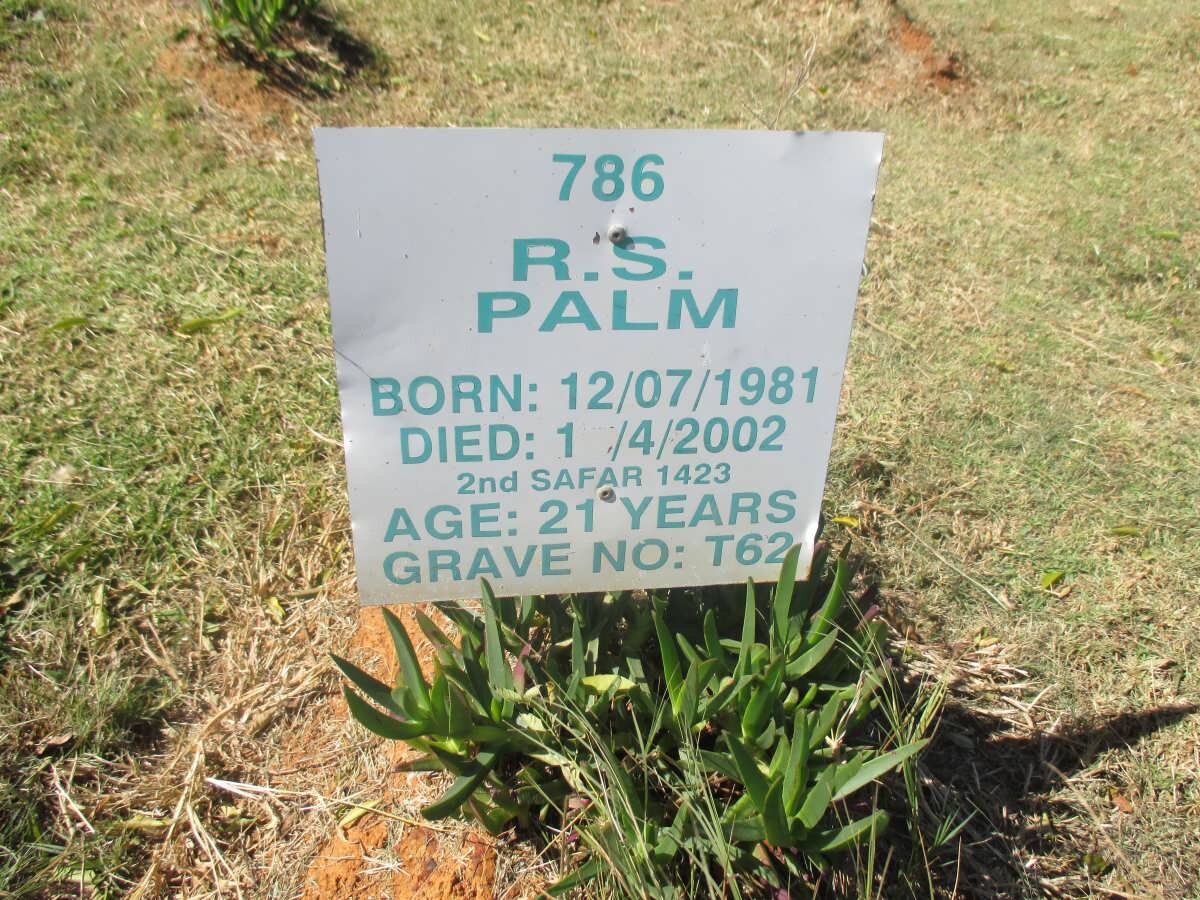 786
R.S.
PALM
BORN: 12/07/1981
DIED: 1 /4/2002
2nd SAFAR 1423
AGE: 21 YEARS
GRAVE NO: T62